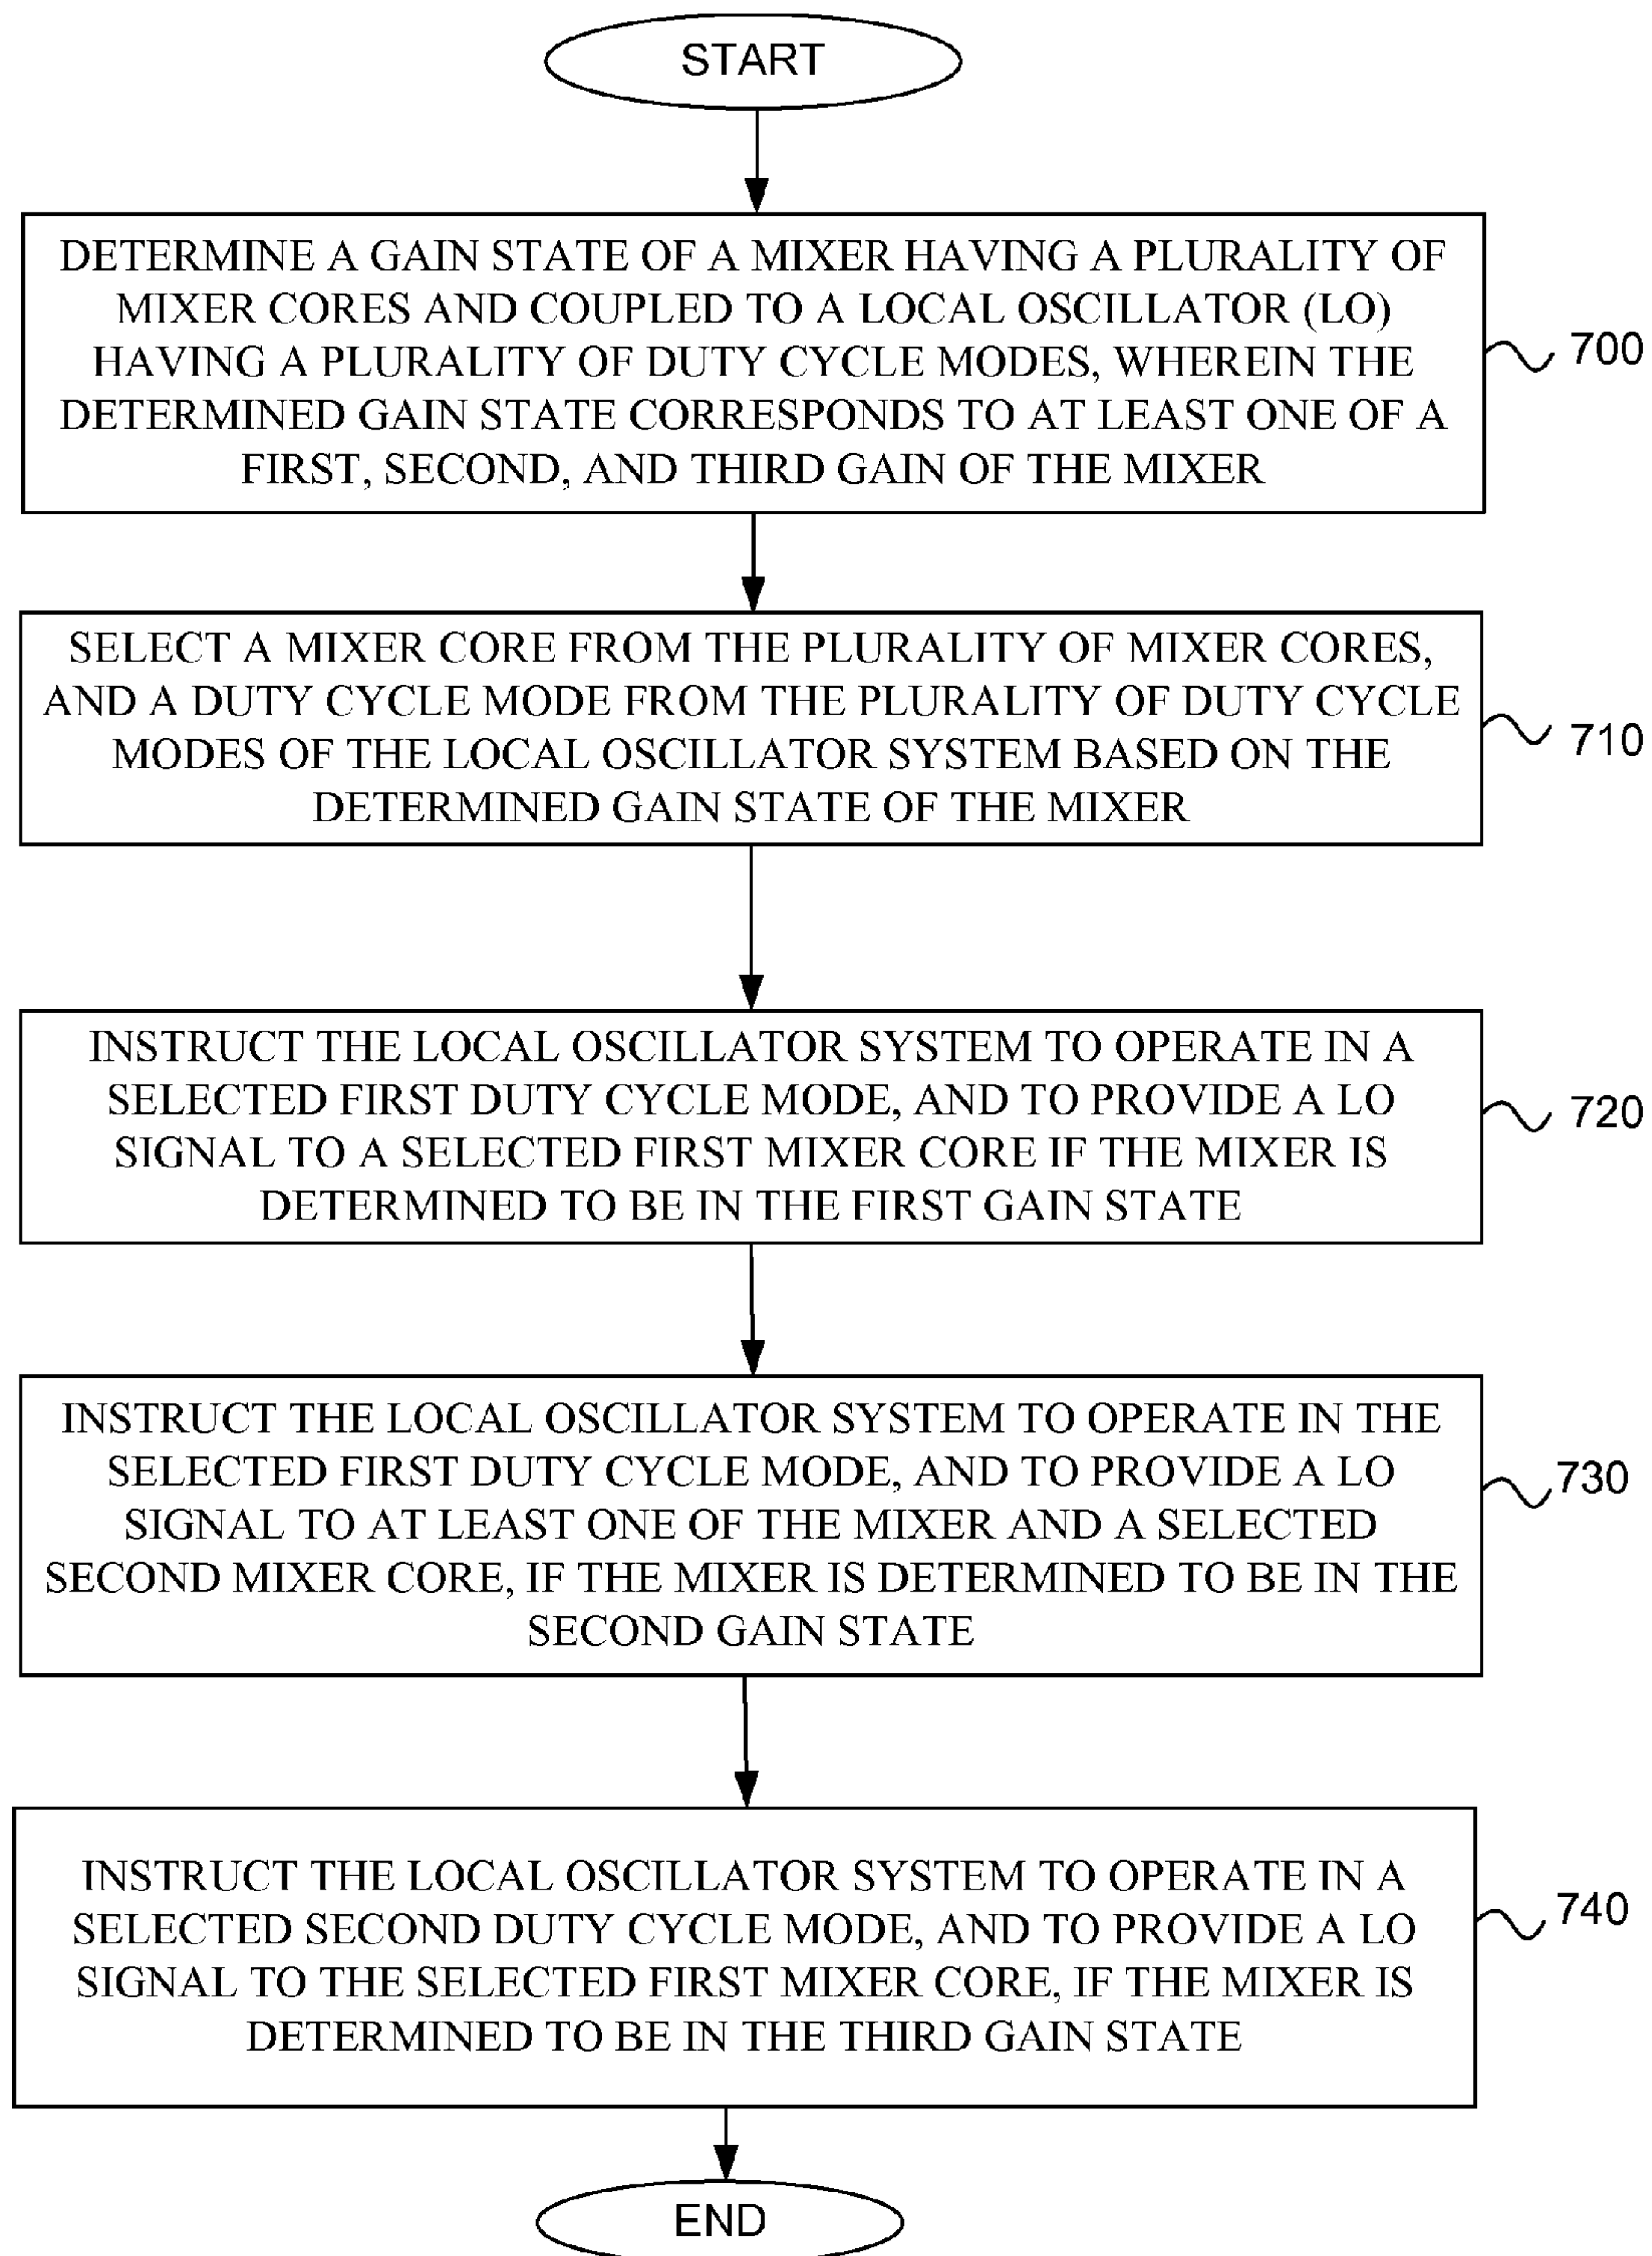 START
DETERMINE A GAIN STATE OF A MIXER HAVING A PLURALITY OF
MIXER CORES AND COUPLED TO A LOCAL OSCILLATOR (LO)
HAVING A PLURALITY OF DUTY CYCLE MODES, WHEREIN THE
DETERMINED GAIN STATE CORRESPONDS TO AT LEAST ONE OF A
FIRST, SECOND, AND THIRD GAIN OF THE MIXER
700
SELECT A MIXER CORE FROM THE PLURALITY OF MIXER CORES,
AND A DUTY CYCLE MODE FROM THE PLURALITY OF DUTY CYCLE
MODES OF THE LOCAL OSCILLATOR SYSTEM BASED ON THE
DETERMINED GAIN STATE OF THE MIXER
710
INSTRUCT THE LOCAL OSCILLATOR SYSTEM TO OPERATE IN A
SELECTED FIRST DUTY CYCLE MODE, AND TO PROVIDE A LO
SIGNAL TO A SELECTED FIRST MIXER CORE IF THE MIXER IS
DETERMINED TO BE IN THE FIRST GAIN STATE
720
INSTRUCT THE LOCAL OSCILLATOR SYSTEM TO OPERATE IN THE
SELECTED FIRST DUTY CYCLE MODE, AND TO PROVIDE A LO
SIGNAL TO AT LEAST ONE OF THE MIXER AND A SELECTED
SECOND MIXER CORE, IF THE MIXER IS DETERMINED TO BE IN THE
SECOND GAIN STATE
730
INSTRUCT THE LOCAL OSCILLATOR SYSTEM TO OPERATE IN A
SELECTED SECOND DUTY CYCLE MODE, AND TO PROVIDE A LO
SIGNAL TO THE SELECTED FIRST MIXER CORE, IF THE MIXER IS
DETERMINED TO BE IN THE THIRD GAIN STATE
740
END